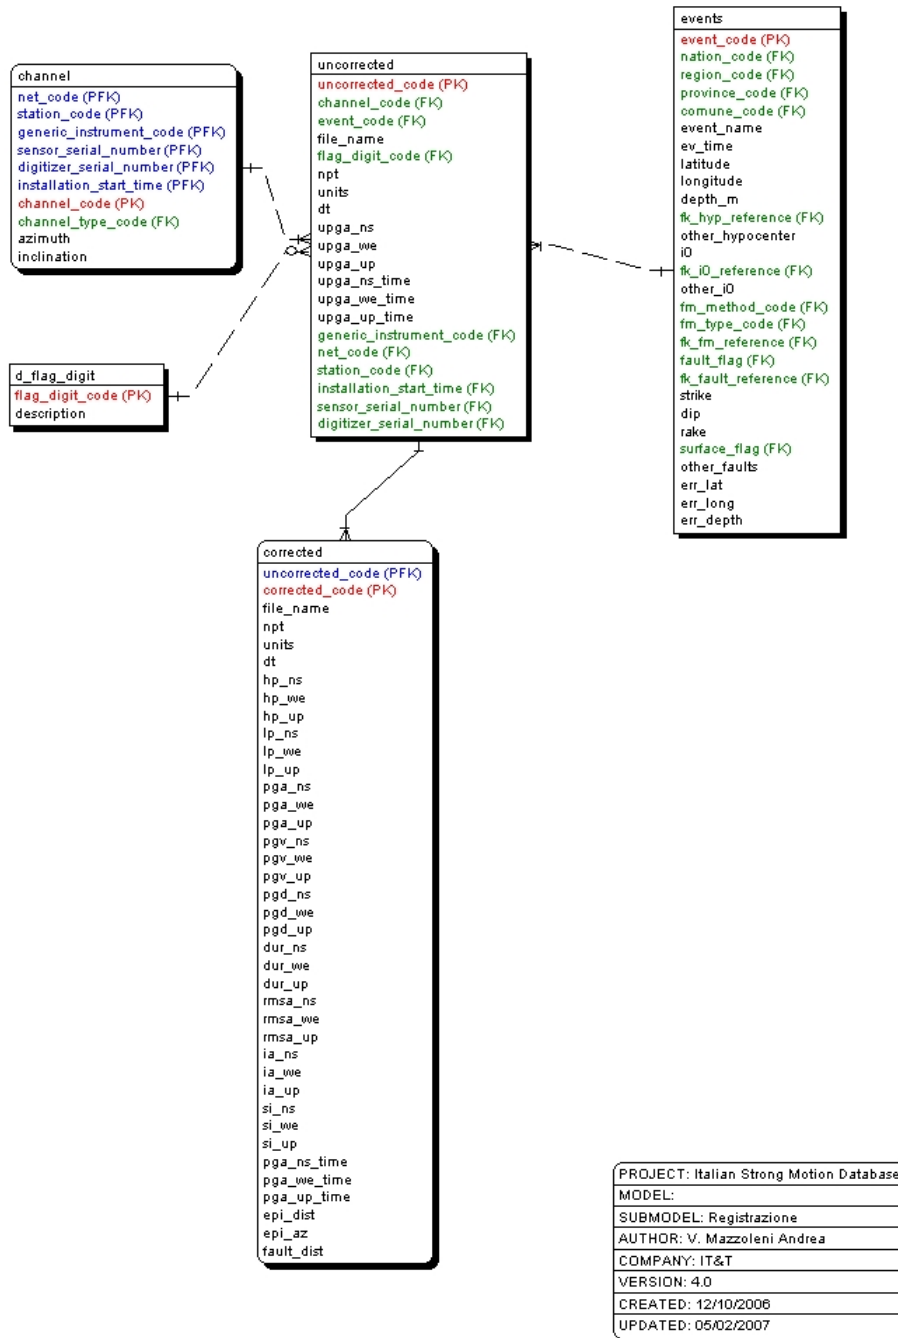 channel
net_code (PFK)
station_code (PFK)
generic_instrument_code (PFK)
sensor_serial_number (PFK)
digitizer_serial_number (PFK)
installation_start_time (PFK)
channel_code (PK)
channel_type_code (FK)
azimuth
inclination
d_flag_digit
flag_digit_code (PK)
description
uncorrected
uncorrected_code (PK)
channel_code (FK)
event_code (FK)
file_name
flag_digit_code (FK)
npt
units
dt
upga_ns
upga_we
upga_up
upga_ns_time
upga_we_time
upga_up_time
generic_instrument_code (FK)
net_code (FK)
station_code (FK)
installation_start_time (FK)
sensor_serial_number (FK)
digitizer_serial_number (FK)
events
event_code (PK)
nation_code (FK)
region_code (FK)
province_code (FK)
comune_code (FK)
event_name
ev_time
latitude
longitude
depth_m
fk_hyp_reference (FK)
other_hypocenter
i0
fk_i0_reference (FK)
other_i0
fm_method_code (FK)
fm_type_code (FK)
fk_fm_reference (FK)
fault_flag (FK)
fk_fault_reference (FK)
strike
dip
rake
surface_flag (FK)
other_faults
err_lat
err_long
err_depth
corrected
uncorrected_code (PFK)
corrected_code (PK)
file_name
npt
units
dt
hp_ns
hp_we
hp_up
lp_ns
lp_we
lp_up
pga_ns
pga_we
pga_up
pgv_ns
pgv_we
pgv_up
pgd_ns
pgd_we
pgd_up
dur_ns
dur_we
dur_up
rmsa_ns
rmsa_we
rmsa_up
ia_ns
ia_we
ia_up
si_ns
si_we
si_up
pga_ns_time
pga_we_time
pga_up_time
epi_dist
epi_az
fault_dist
PROJECT: Italian Strong Motion Database
MODEL:
SUBMODEL: Registrazione
AUTHOR: V. Mazzoleni Andrea
COMPANY: IT&T
VERSION: 4.0
CREATED: 12/10/2006
UPDATED: 05/02/2007